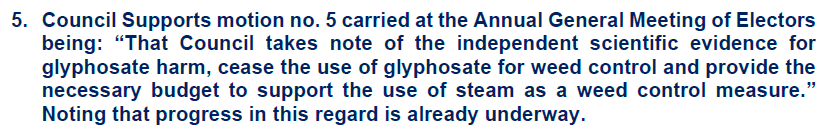 5. Council Supports motion no. 5 carried at the Annual General Meeting of Electors
being: “That Council takes note of the independent scientific evidence for
glyphosate harm, cease the use of glyphosate for weed control and provide the
necessary budget to support the use of steam as a weed control measure.”
Noting that progress in this regard is already underway.